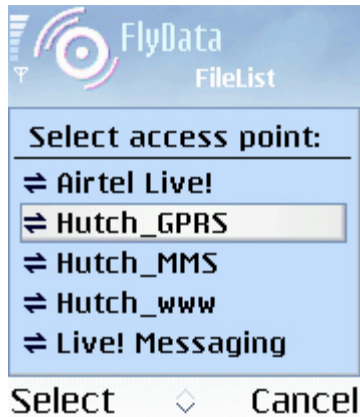 FlyData
FileList
Select access point:
Airtel Live!
Hutch_GPRS
Hutch_MMS
Hutch_www
Live! Messaging
Select Cancel